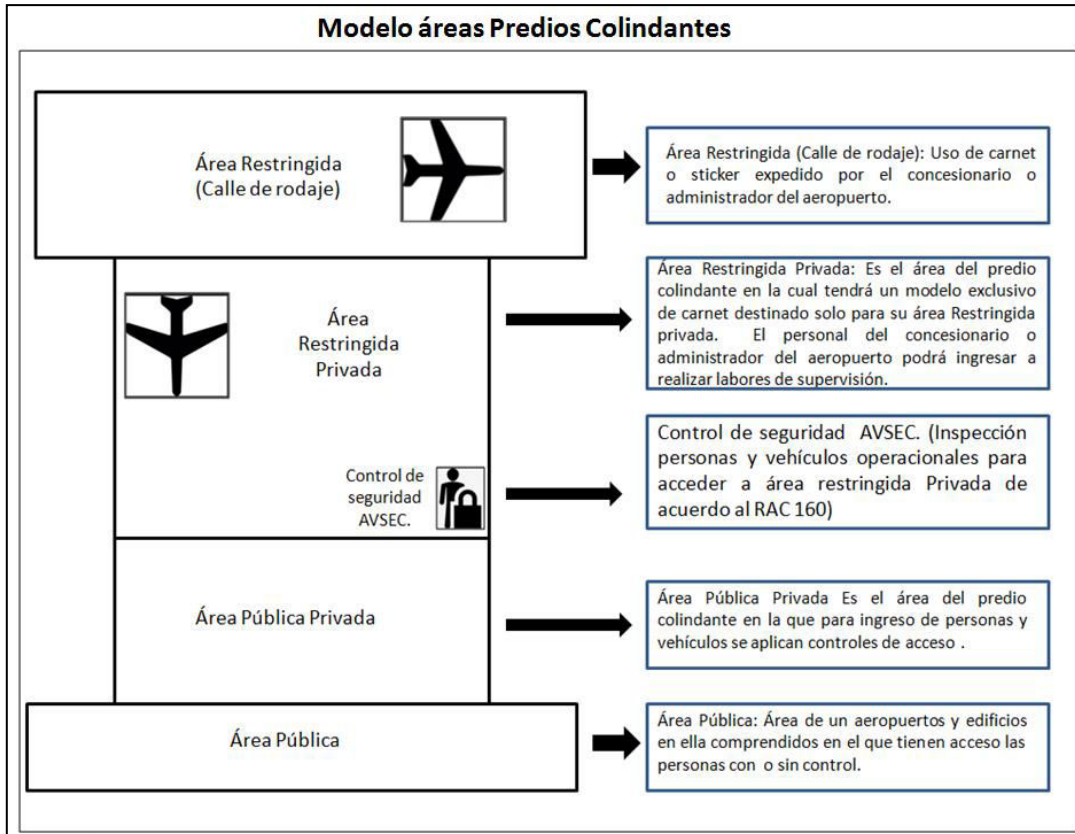 Modelo áreas Predios Colindantes
Área Restringida
(Calle de rodaje)
Área Restringida (Calle de rodaje): Uso de carnet
o sticker expedido por el concesionario o
administrador del aeropuerto.
Área
Restringida
Privada
Área Restringida Privada: Es el área del predio
colindante en la cual tendrá un modelo exclusivo
de carnet destinado solo para su área Restringida
privada. El personal del concesionario o
administrador del aeropuerto podrá ingresar a
realizar labores de supervisión.
Control de
seguridad
AVSEC.
Control de seguridad AVSEC. (Inspección
personas y vehículos operacionales para
acceder a área restringida Privada de
acuerdo al RAC 160)
Área Pública Privada
Área Pública Privada Es el área del predio
colindante en la que para ingreso de personas y
vehículos se aplican controles de acceso .
Área Pública
Área Pública: Área de un aeropuertos y edificios
en ella comprendidos en el que tienen acceso las
personas con o sin control.